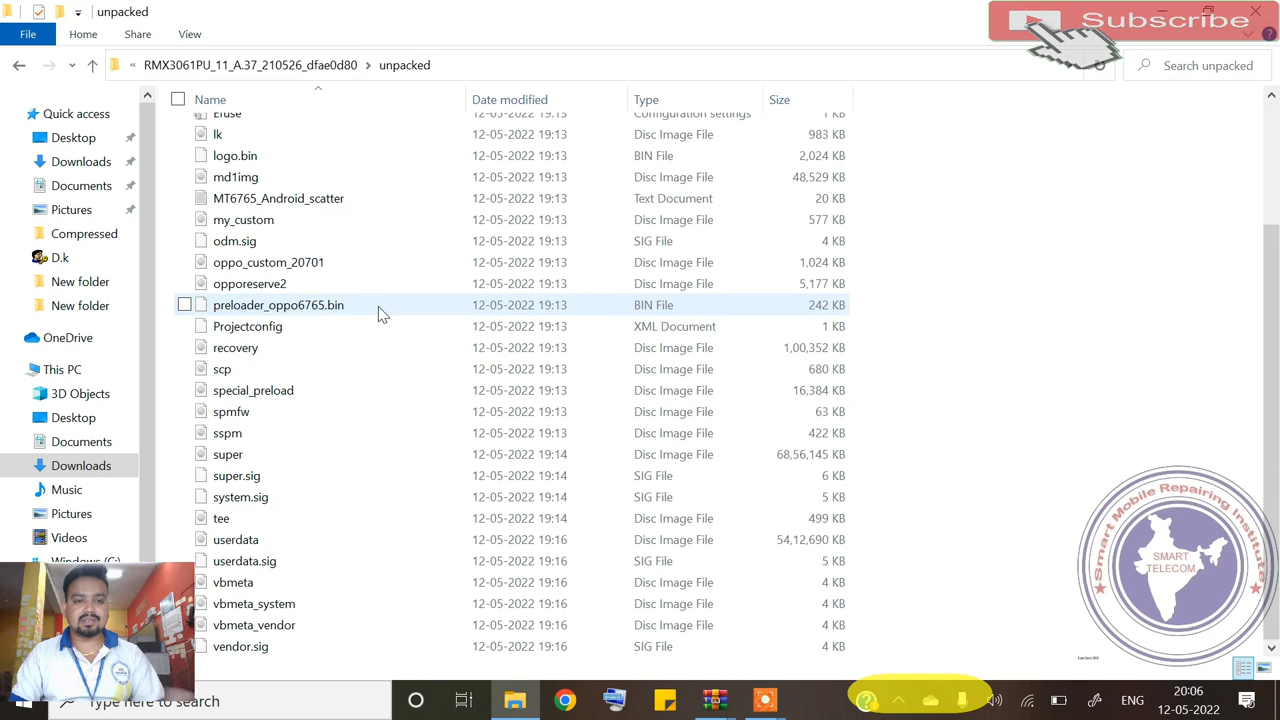 unpacked
Subscribe
File Home Share View
« RMX3061PU_11_A.37_210526_dfae0d80 > unpacked
Search unpacked
Name Date modified Type Size
Quick access
Desktop
Downloads
Documents
Pictures
Compressed
D.k
New folder
New folder
OneDrive
This PC
3D Objects
Desktop
Documents
Downloads
Music
Pictures
Videos
Windows (C:)
Efuse 12-05-2022 19:13 Configuration settings 1 KB
lk 12-05-2022 19:13 Disc Image File 983 KB
logo.bin 12-05-2022 19:13 BIN File 2,024 KB
md1img 12-05-2022 19:13 Disc Image File 48,529 KB
MT6765_Android_scatter 12-05-2022 19:13 Text Document 20 KB
my_custom 12-05-2022 19:13 Disc Image File 577 KB
odm.sig 12-05-2022 19:13 SIG File 4 KB
oppo_custom_20701 12-05-2022 19:13 Disc Image File 1,024 KB
opporeserve2 12-05-2022 19:13 Disc Image File 5,177 KB
preloader_oppo6765.bin 12-05-2022 19:13 BIN File 242 KB
Projectconfig 12-05-2022 19:13 XML Document 1 KB
recovery 12-05-2022 19:13 Disc Image File 1,00,352 KB
scp 12-05-2022 19:13 Disc Image File 680 KB
special_preload 12-05-2022 19:13 Disc Image File 16,384 KB
spmfw 12-05-2022 19:13 Disc Image File 63 KB
sspm 12-05-2022 19:13 Disc Image File 422 KB
super 12-05-2022 19:14 Disc Image File 68,56,145 KB
super.sig 12-05-2022 19:14 SIG File 6 KB
system.sig 12-05-2022 19:14 SIG File 5 KB
tee 12-05-2022 19:14 Disc Image File 499 KB
userdata 12-05-2022 19:16 Disc Image File 54,12,690 KB
userdata.sig 12-05-2022 19:16 SIG File 5 KB
vbmeta 12-05-2022 19:16 Disc Image File 4 KB
vbmeta_system 12-05-2022 19:16 Disc Image File 4 KB
vbmeta_vendor 12-05-2022 19:16 Disc Image File 4 KB
vendor.sig 12-05-2022 19:16 SIG File 4 KB
Smart Mobile Repairing Institute
SMART
TELECOM
here to search
ENG
20:06
12-05-2022